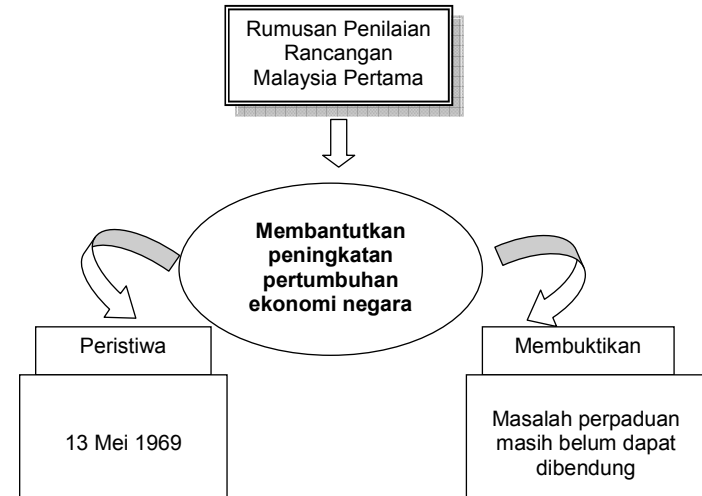 Rumusan Penilaian
Rancangan
Malaysia Pertama
Membantutkan
peningkatan
pertumbuhan
ekonomi negara
Peristiwa
13 Mei 1969
Membuktikan
Masalah perpaduan
masih belum dapat
dibendung